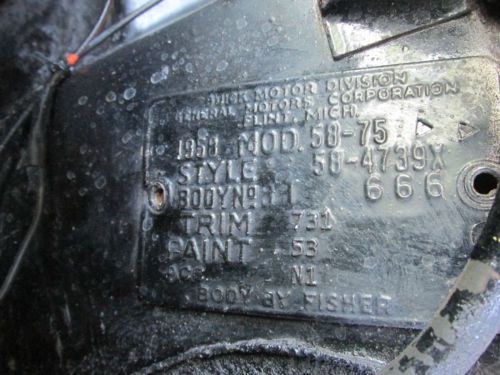 BUICK MOTOR DIVISION
GENERAL MOTORS CORPORATION
FLINT, MICH.
1958 MOD. 58-75
STYLE 58-4739X
BODY Nº 666
TRIM 731
PAINT 53
ACC N1
BODY BY FISHER